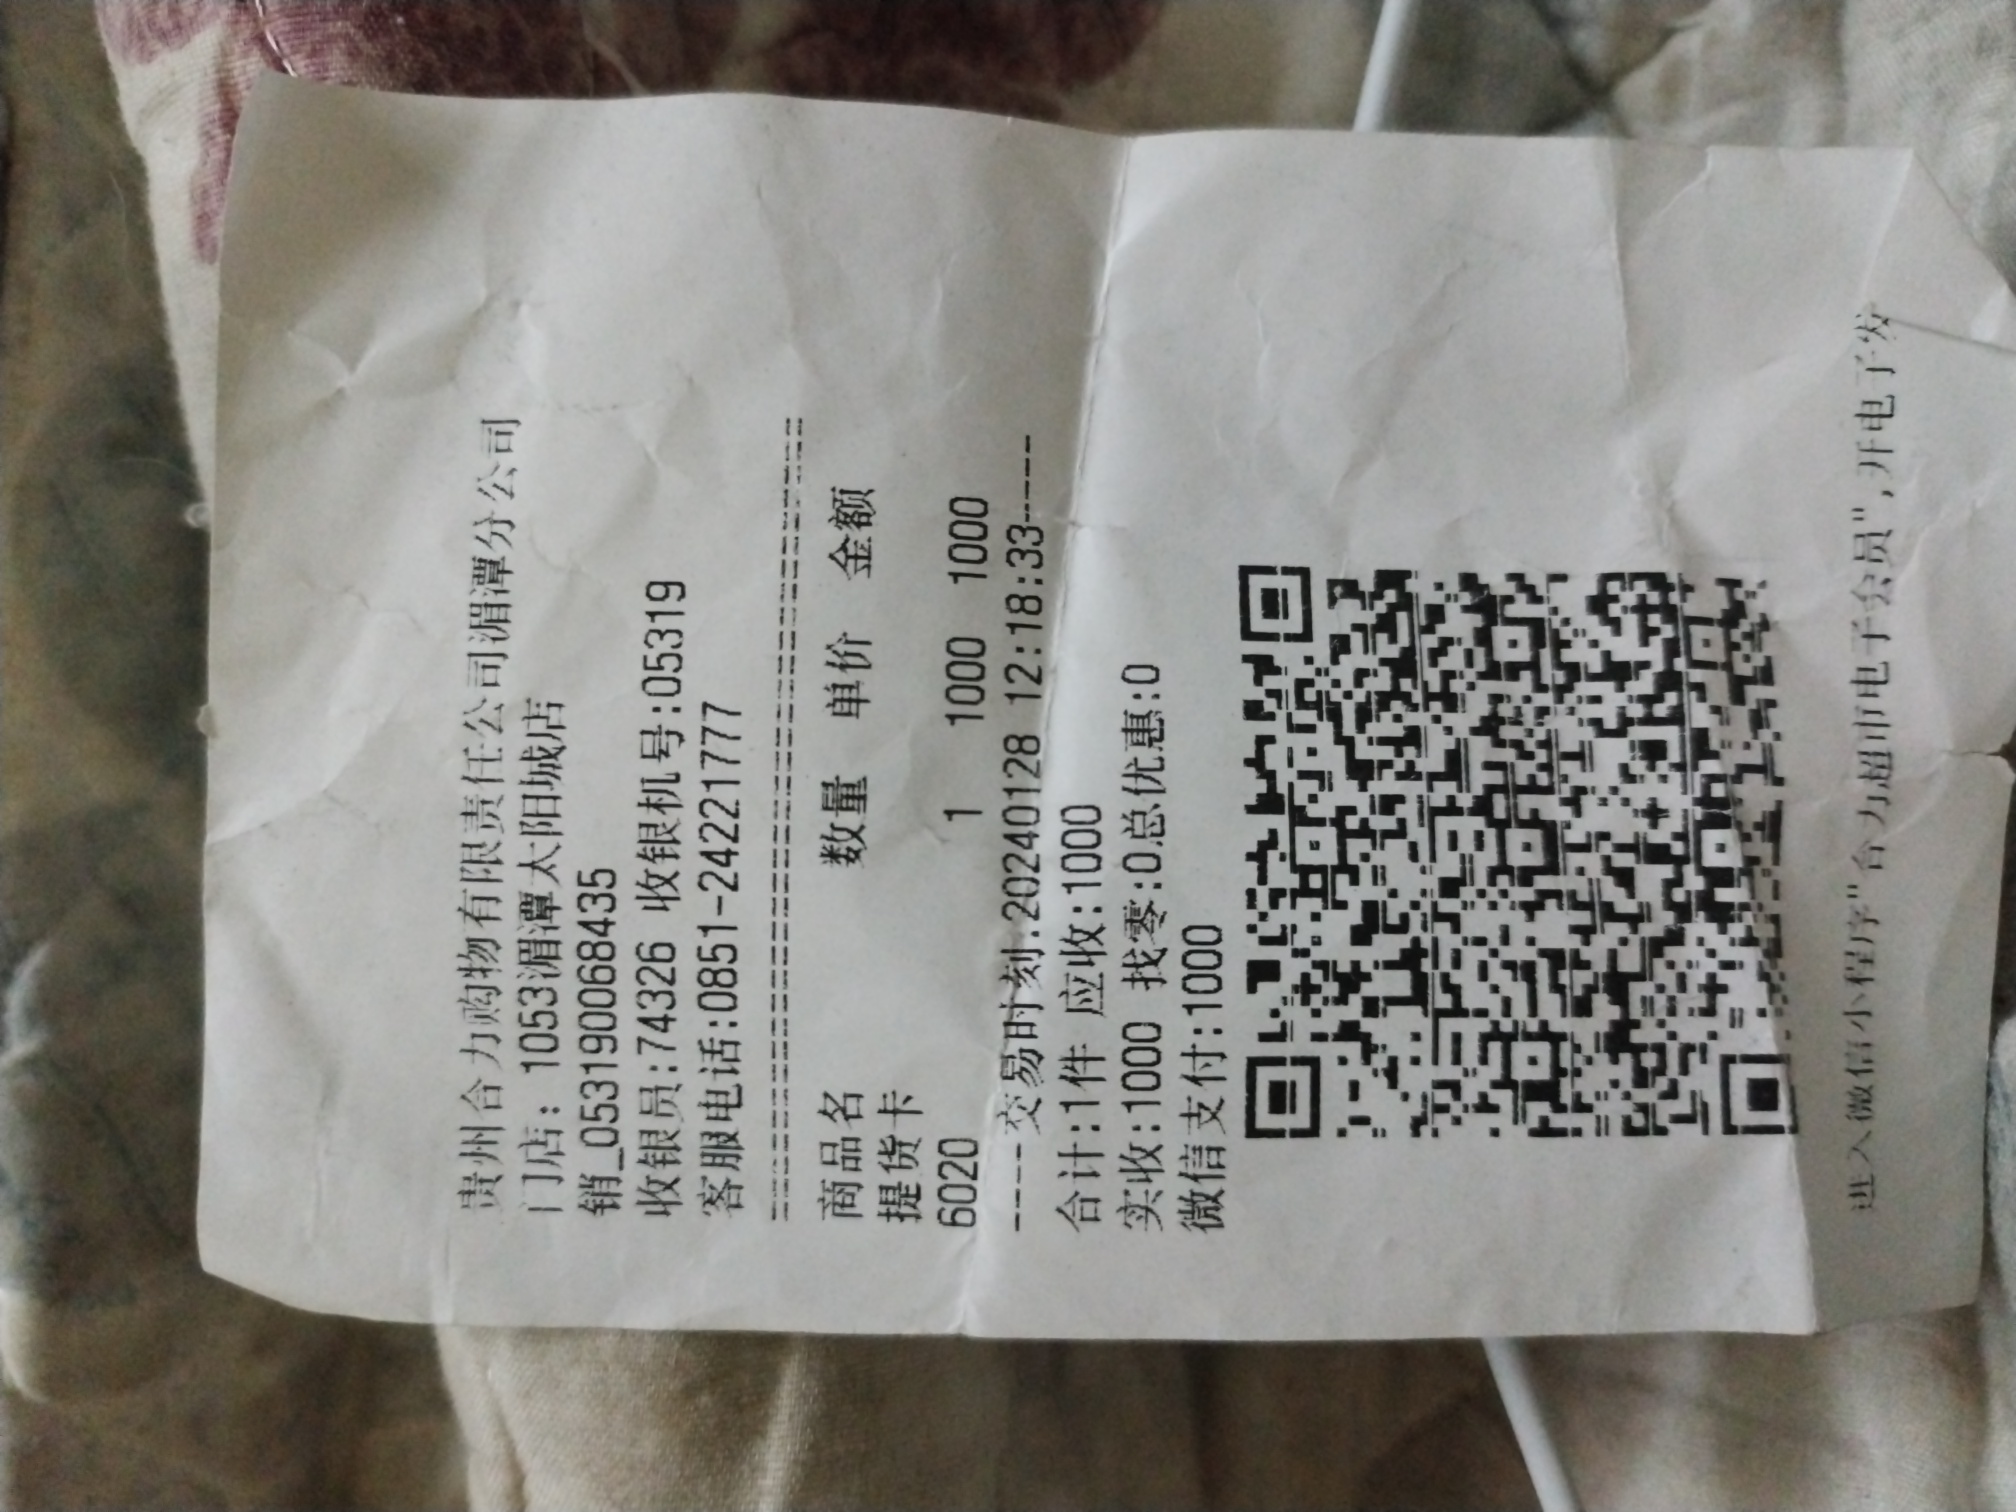 贵州合力购物有限责任公司湄潭分公司
门店: 1053湄潭太阳城店
销_053190068435
收银员:74326 收银机号:05319
客服电话:0851-24221777
================================
商品名 数量 单价 金额
提货卡
6020 1 1000 1000
----交易时刻:20240128 12:18:33----
合计:1件 应收:1000
实收:1000 找零:0总优惠:0
微信支付:1000
进入微信小程序"合力超市电子会员",开电子发